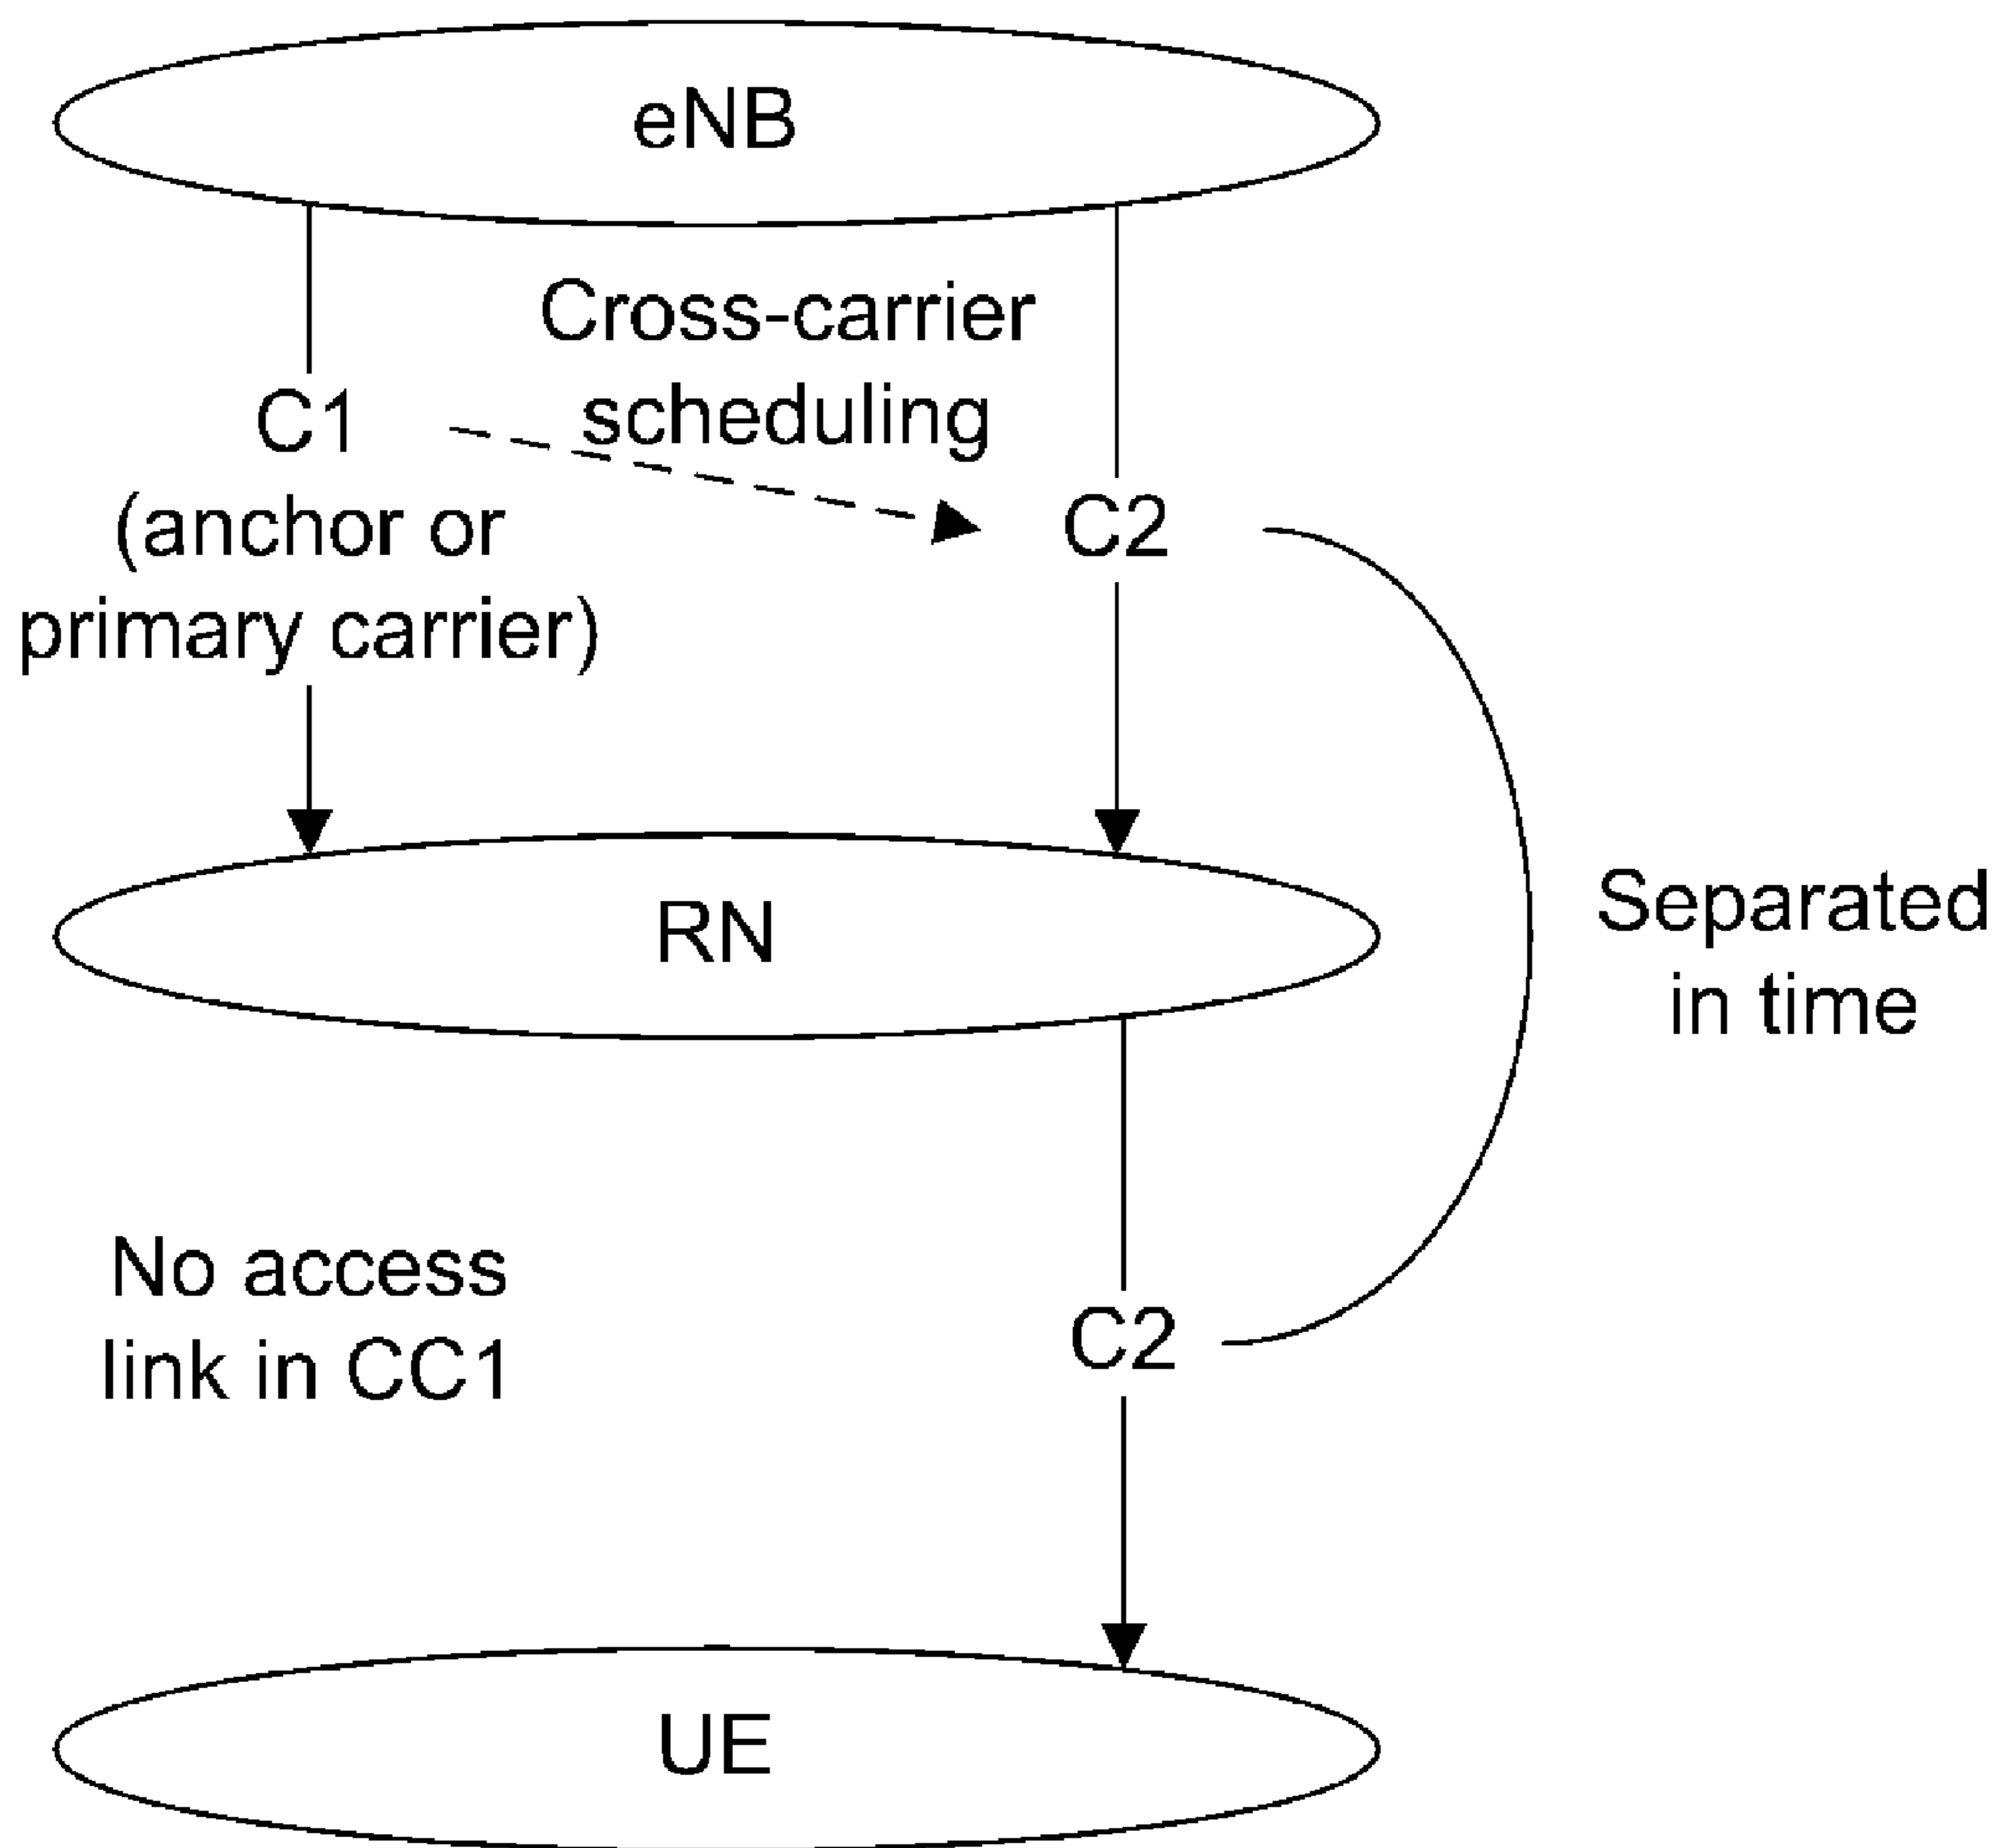 eNB
Cross-carrier
scheduling
C1
(anchor or
primary carrier)
C2
RN
Separated
in time
No access
link in CC1
C2
UE